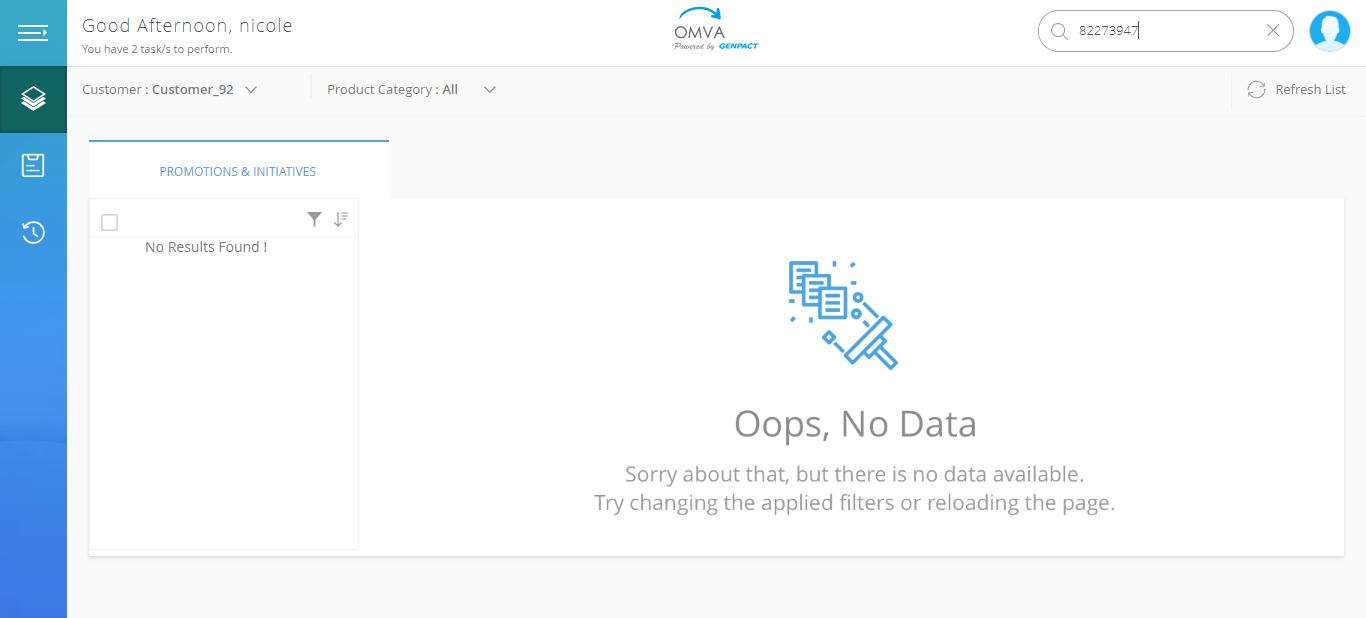 Good Afternoon, nicole
You have 2 task/s to perform.
OMVA
Powered by GENPACT
82273947
Customer : Customer_92
Product Category : All
Refresh List
PROMOTIONS & INITIATIVES
No Results Found !
Oops, No Data
Sorry about that, but there is no data available.
Try changing the applied filters or reloading the page.